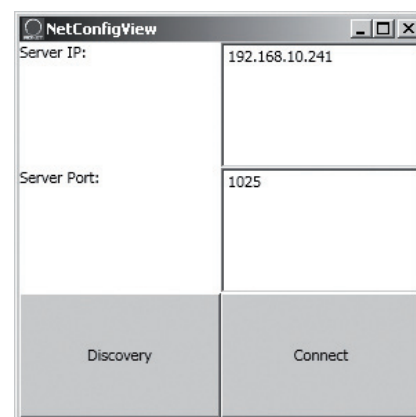 NetConfigView
Server IP:
192.168.10.241
Server Port:
1025
Discovery
Connect